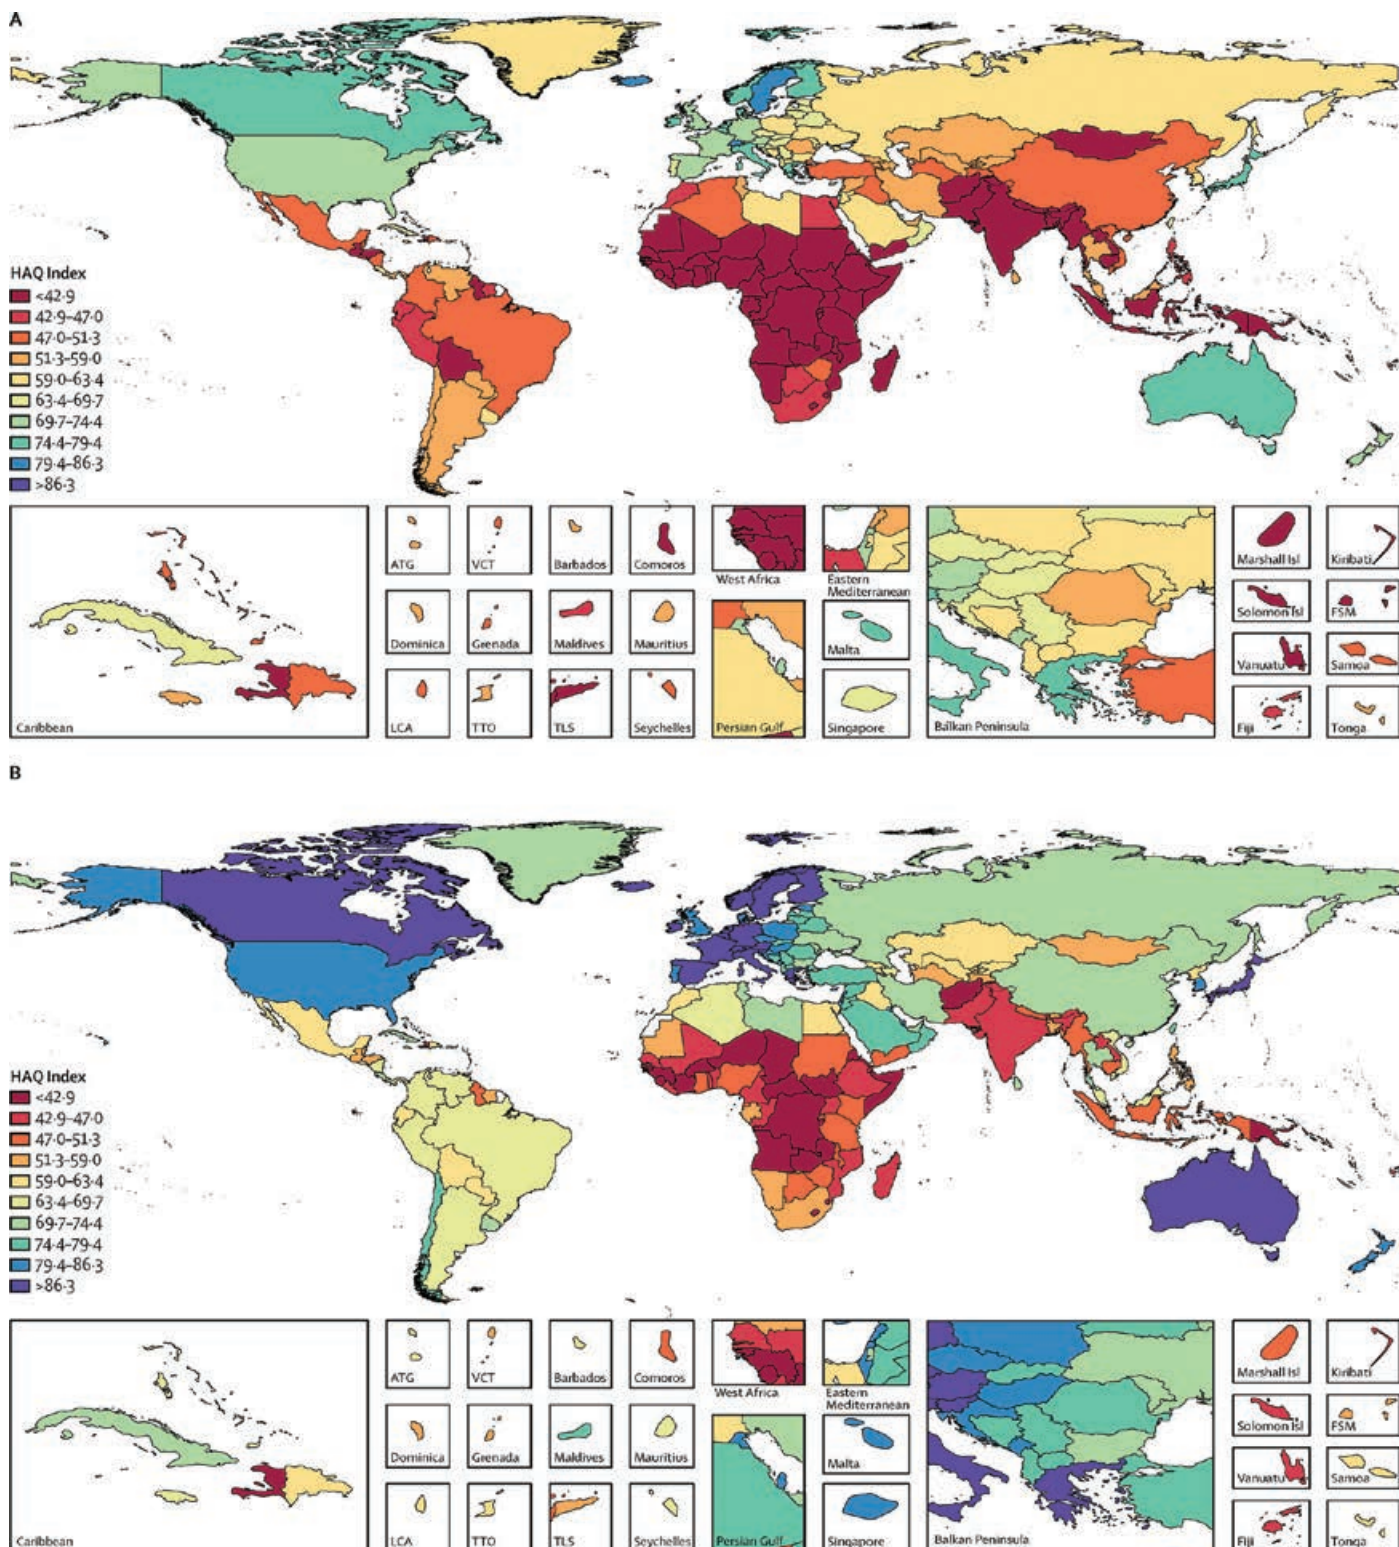 A
HAQ Index
<42·9
42·9–47·0
47·0–51·3
51·3–59·0
59·0–63·4
63·4–69·7
69·7–74·4
74·4–79·4
79·4–86·3
>86·3
Caribbean
ATG
VCT
Barbados
Comoros
Dominica
Grenada
Maldives
Mauritius
LCA
TTO
TLS
Seychelles
West Africa
Eastern
Mediterranean
Persian Gulf
Malta
Singapore
Balkan Peninsula
Marshall Isl
Kiribati
Solomon Isl
FSM
Vanuatu
Samoa
Fiji
Tonga
B
HAQ Index
<42·9
42·9–47·0
47·0–51·3
51·3–59·0
59·0–63·4
63·4–69·7
69·7–74·4
74·4–79·4
79·4–86·3
>86·3
Caribbean
ATG
VCT
Barbados
Comoros
Dominica
Grenada
Maldives
Mauritius
LCA
TTO
TLS
Seychelles
West Africa
Eastern
Mediterranean
Persian Gulf
Malta
Singapore
Balkan Peninsula
Marshall Isl
Kiribati
Solomon Isl
FSM
Vanuatu
Samoa
Fiji
Tonga